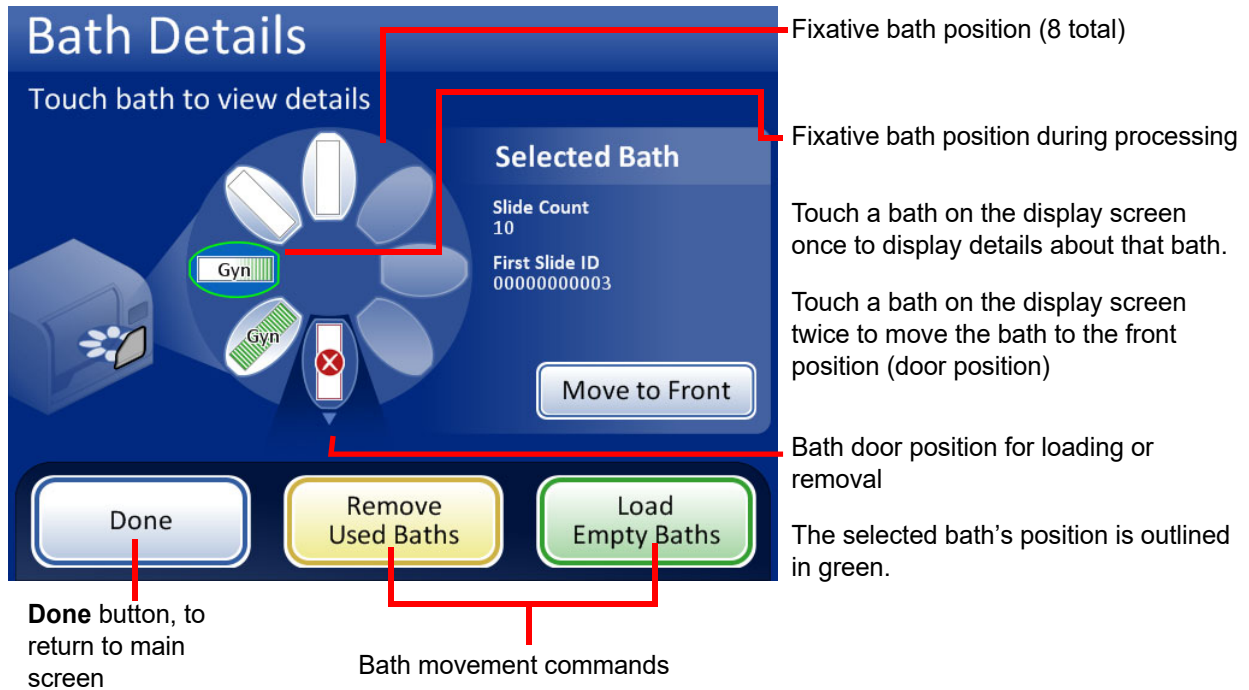 Bath Details
Touch bath to view details
Gyn
Gyn
Selected Bath
Slide Count
10
First Slide ID
00000000003
Move to Front
Done
Remove
Used Baths
Load
Empty Baths
Fixative bath position (8 total)
Fixative bath position during processing
Touch a bath on the display screen
once to display details about that bath.
Touch a bath on the display screen
twice to move the bath to the front
position (door position)
Bath door position for loading or
removal
The selected bath’s position is outlined
in green.
Done button, to
return to main
screen
Bath movement commands